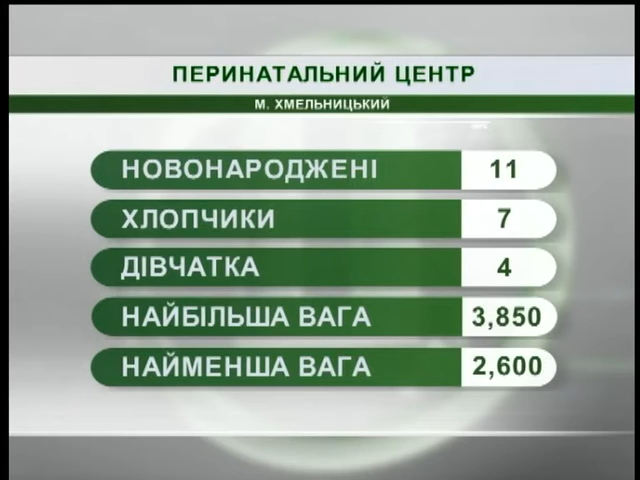 ПЕРИНАТАЛЬНИЙ ЦЕНТР
М. ХМЕЛЬНИЦЬКИЙ
НОВОНАРОДЖЕНІ 11
ХЛОПЧИКИ 7
ДІВЧАТКА 4
НАЙБІЛЬША ВАГА 3,850
НАЙМЕНША ВАГА 2,600